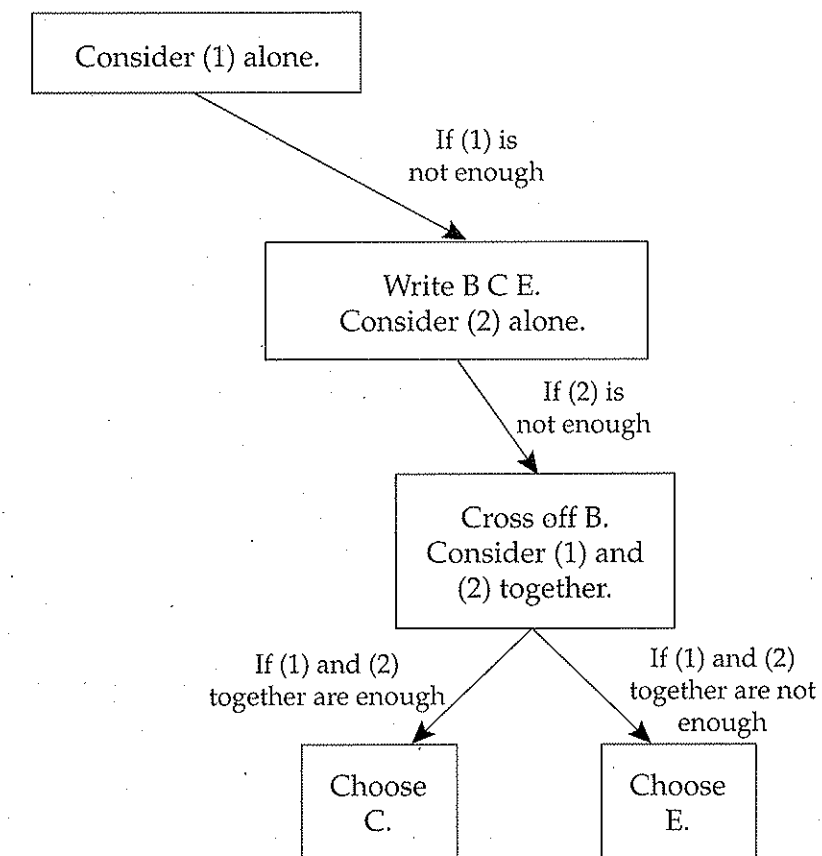 Consider (1) alone.
If (1) is
not enough
Write B C E.
Consider (2) alone.
If (2) is
not enough
Cross off B.
Consider (1) and
(2) together.
If (1) and (2)
together are enough
If (1) and (2)
together are not
enough
Choose
C.
Choose
E.